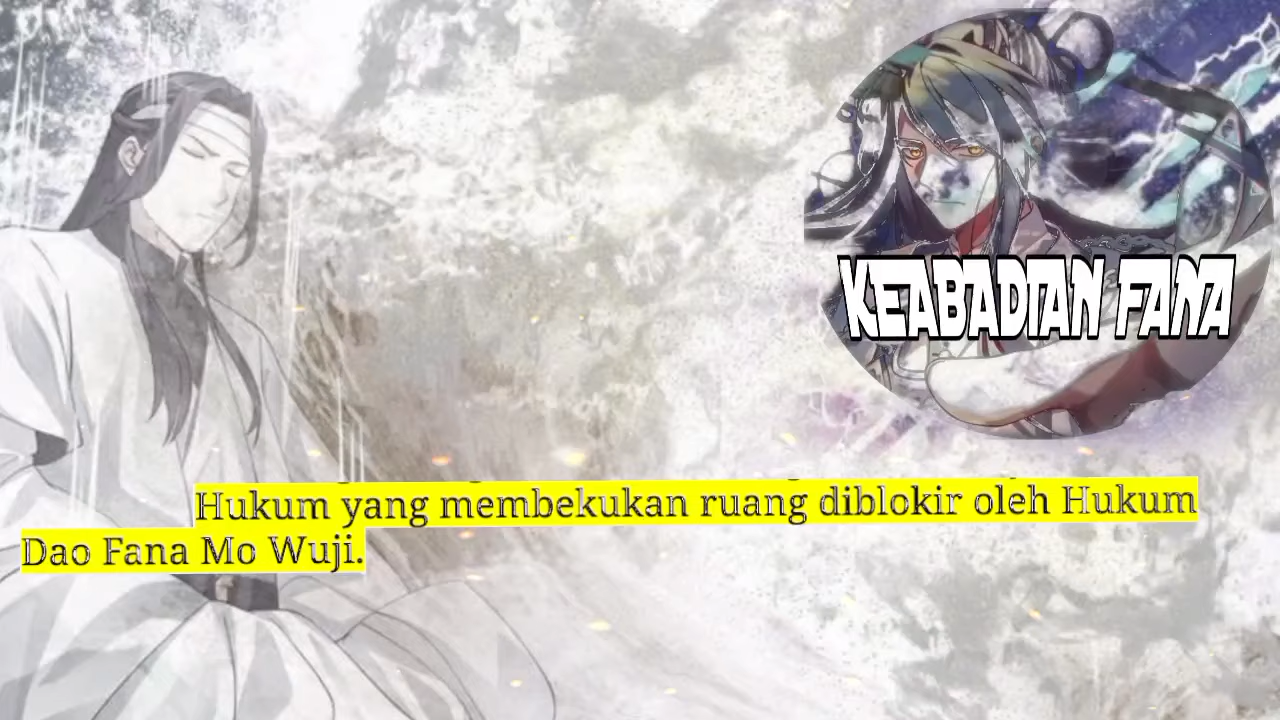 KEABADIAN FANA
Hukum yang membekukan ruang diblokir oleh Hukum
Dao Fana Mo Wuji.